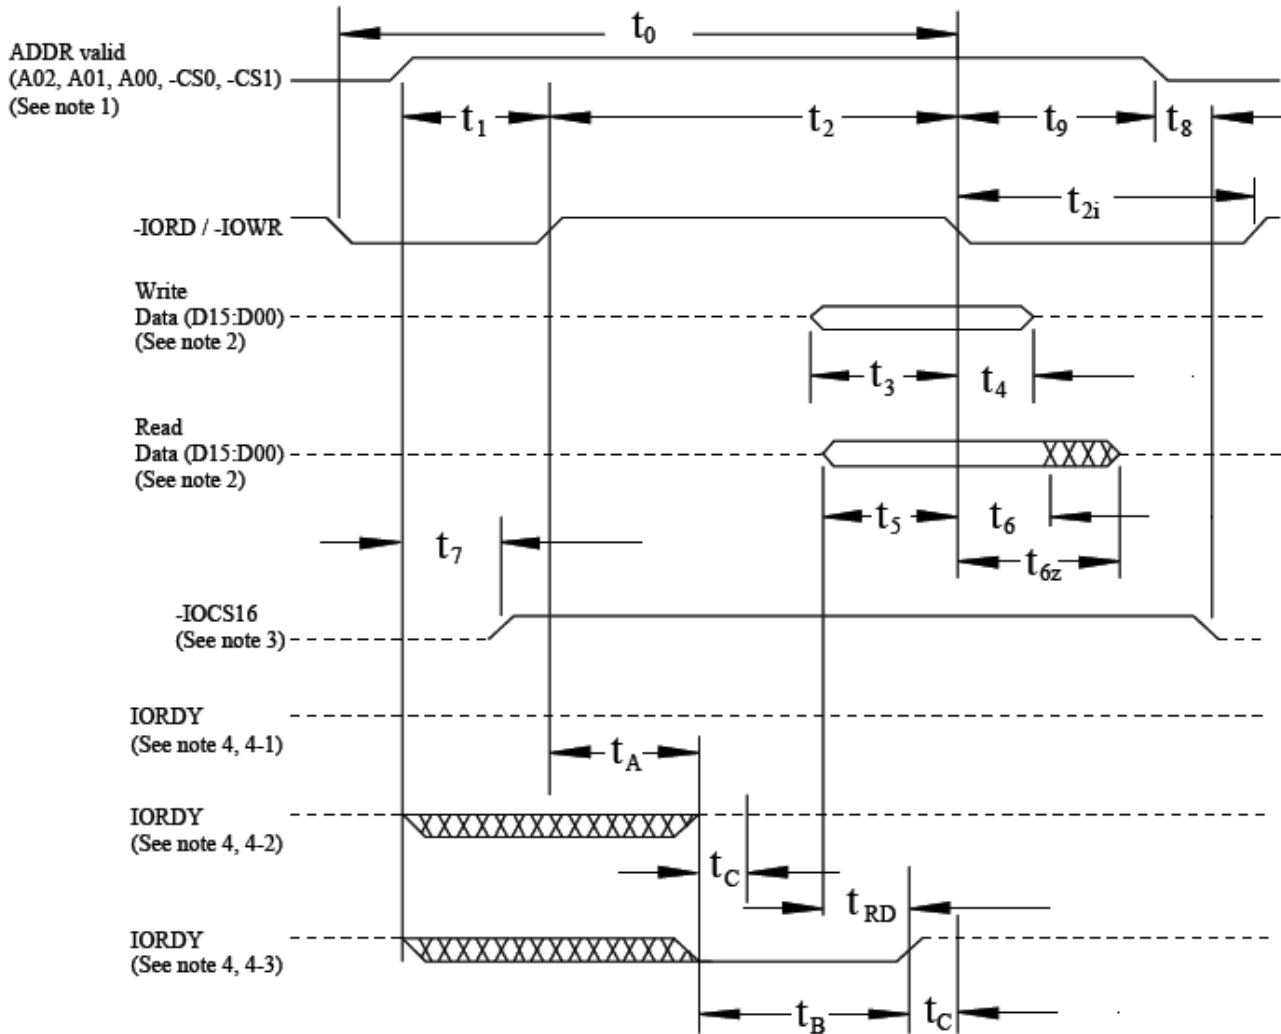 t0
ADDR valid
(A02, A01, A00, -CS0, -CS1)
(See note 1)
t1
t2
t9
t8
t2i
-IORD / -IOWR
Write
Data (D15:D00)
(See note 2)
t3
t4
Read
Data (D15:D00)
(See note 2)
t5
t6
t7
t6z
-IOCS16
(See note 3)
IORDY
(See note 4, 4-1)
tA
IORDY
(See note 4, 4-2)
tC
tRD
IORDY
(See note 4, 4-3)
tB
tC